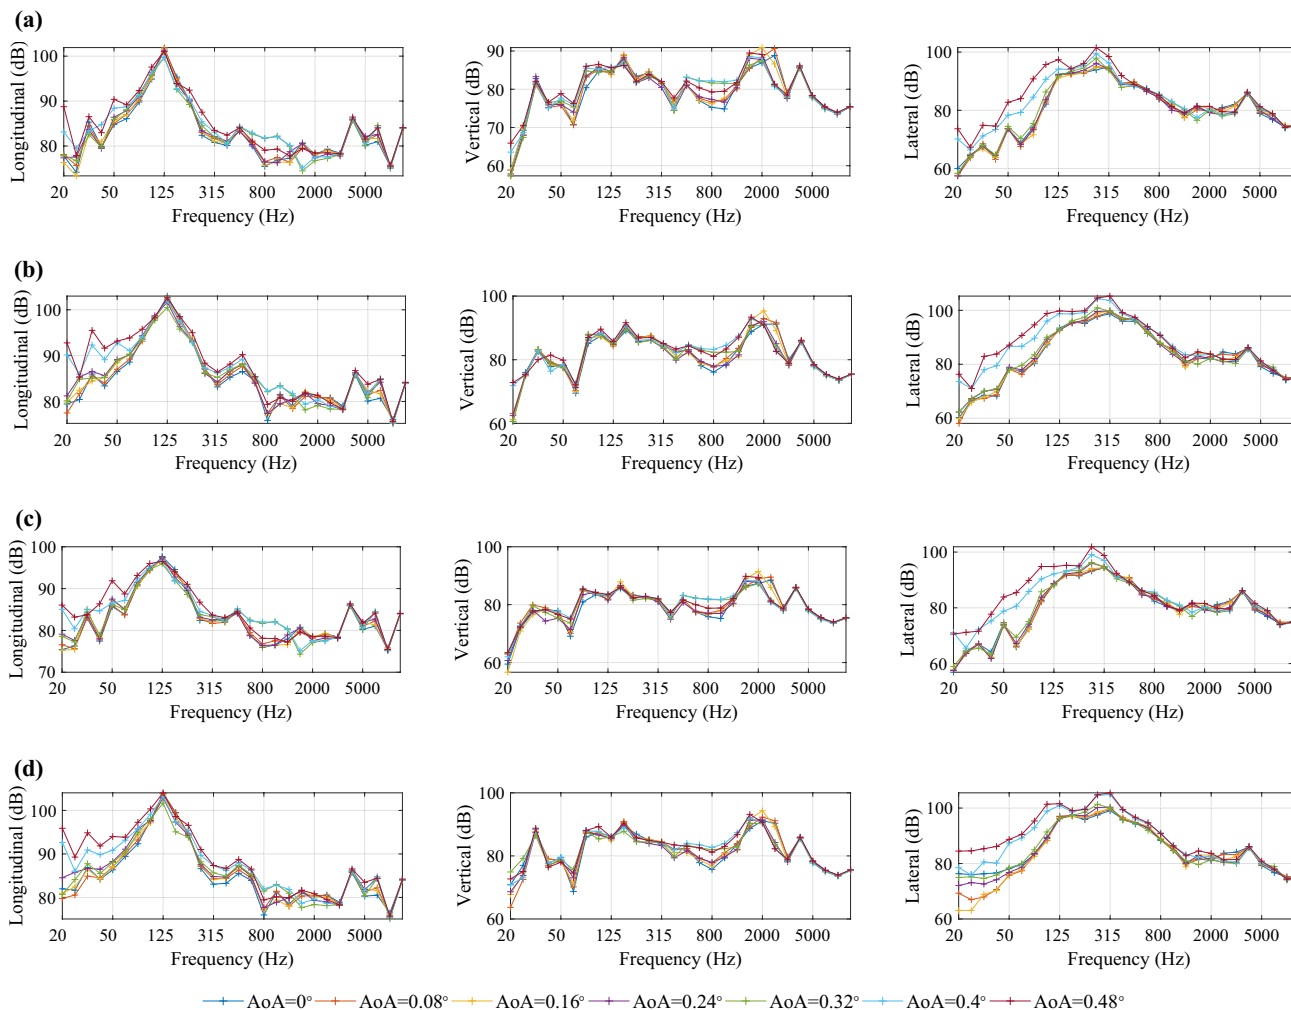 (a)
Longitudinal (dB)
100
90
80
20 50 125 315 800 2000 5000
Frequency (Hz)
Vertical (dB)
90
80
70
60
20 50 125 315 800 2000 5000
Frequency (Hz)
Lateral (dB)
100
80
60
20 50 125 315 800 2000 5000
Frequency (Hz)
(b)
Longitudinal (dB)
100
90
80
20 50 125 315 800 2000 5000
Frequency (Hz)
Vertical (dB)
100
80
60
20 50 125 315 800 2000 5000
Frequency (Hz)
Lateral (dB)
100
80
60
20 50 125 315 800 2000 5000
Frequency (Hz)
(c)
Longitudinal (dB)
100
90
80
70
20 50 125 315 800 2000 5000
Frequency (Hz)
Vertical (dB)
100
80
60
20 50 125 315 800 2000 5000
Frequency (Hz)
Lateral (dB)
100
80
60
20 50 125 315 800 2000 5000
Frequency (Hz)
(d)
Longitudinal (dB)
100
90
80
20 50 125 315 800 2000 5000
Frequency (Hz)
Vertical (dB)
100
80
60
20 50 125 315 800 2000 5000
Frequency (Hz)
Lateral (dB)
100
80
60
20 50 125 315 800 2000 5000
Frequency (Hz)
AoA=0° AoA=0.08° AoA=0.16° AoA=0.24° AoA=0.32° AoA=0.4° AoA=0.48°